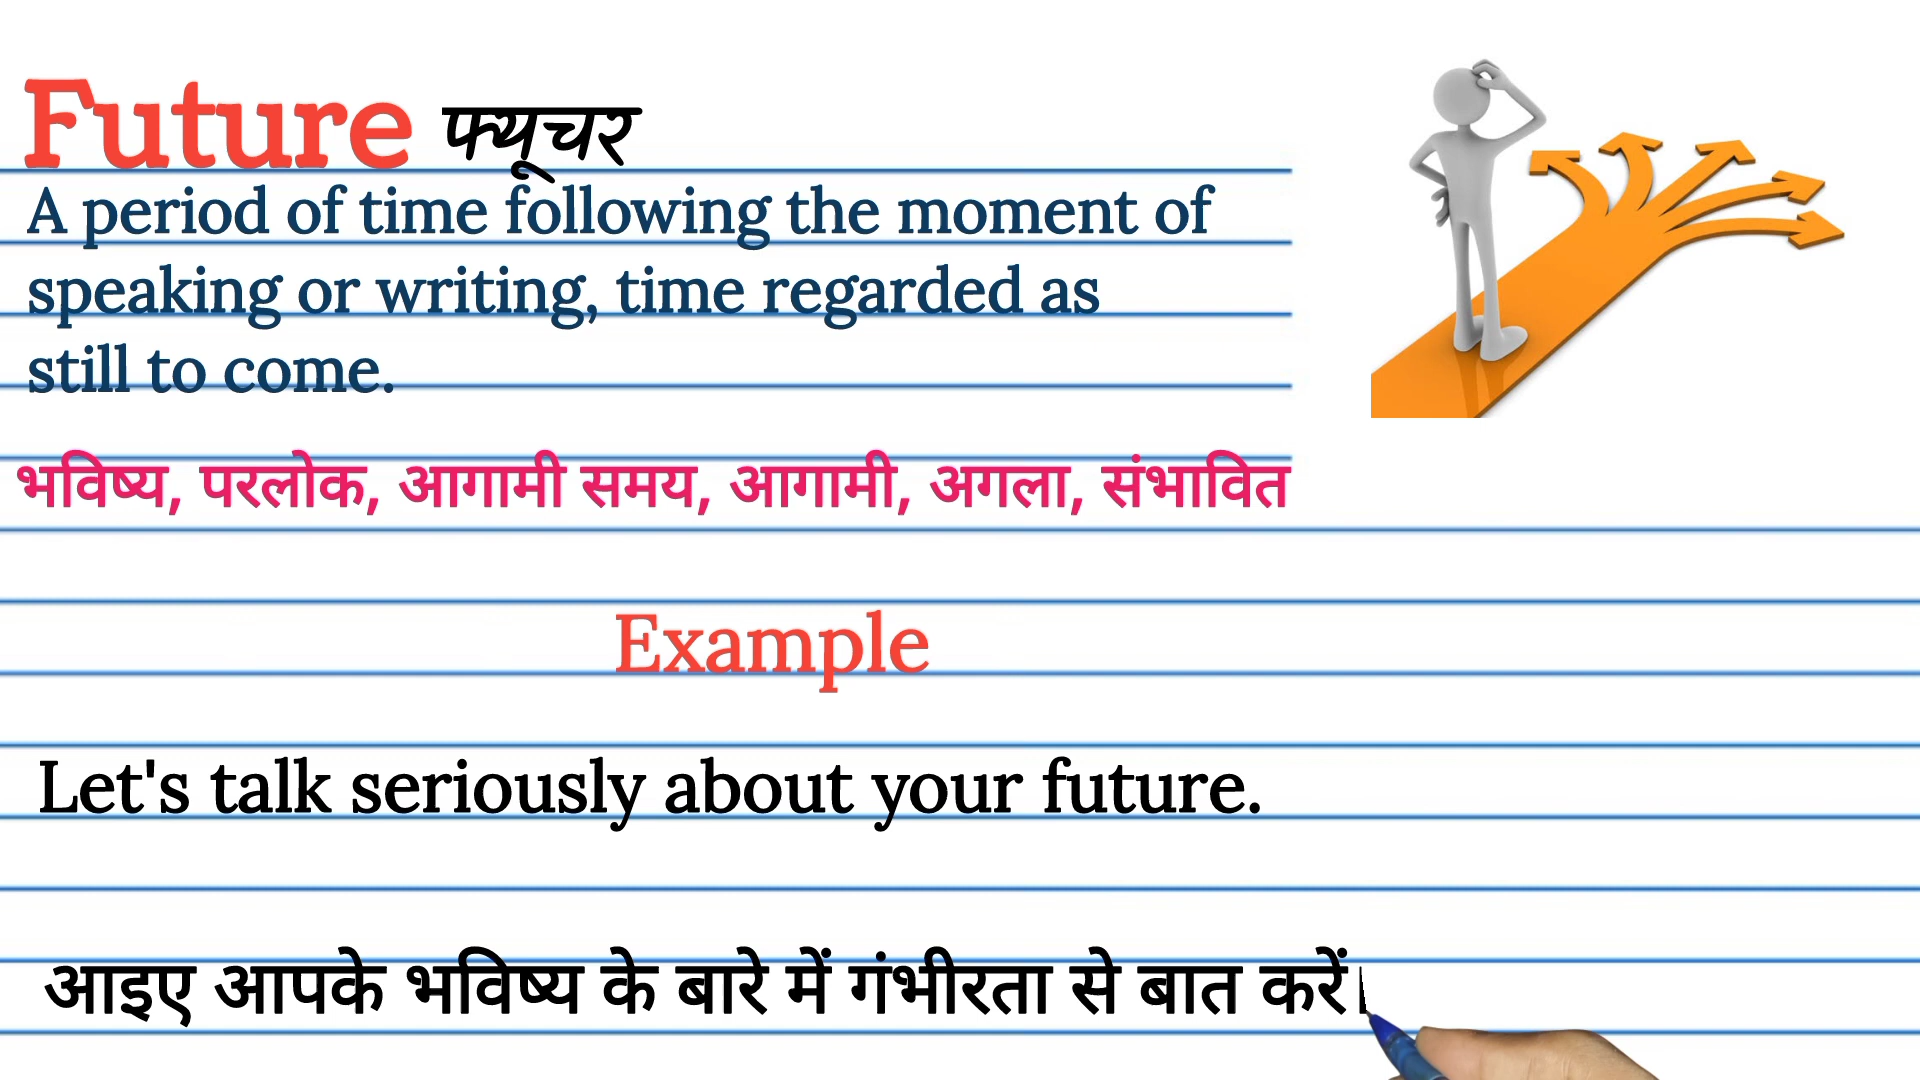 Future फ्यूचर
A period of time following the moment of
speaking or writing, time regarded as
still to come.
भविष्य, परलोक, आगामी समय, आगामी, अगला, संभावित
Example
Let's talk seriously about your future.
आइए आपके भविष्य के बारे में गंभीरता से बात करें।